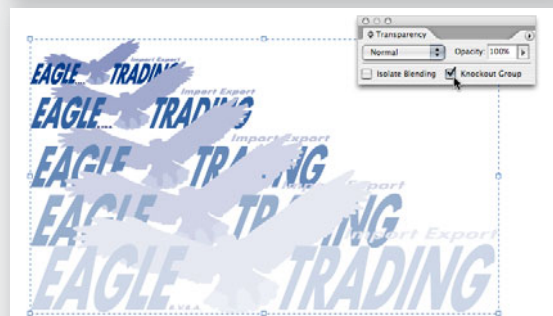 Transparency
Normal
Opacity: 100%
Isolate Blending
Knockout Group
Import Export
EAGLE TRADING
Import Export
EAGLE TRADING
Import Export
EAGLE TRADING
EAGLE TRADING
Import Export
EAGLE TRADING